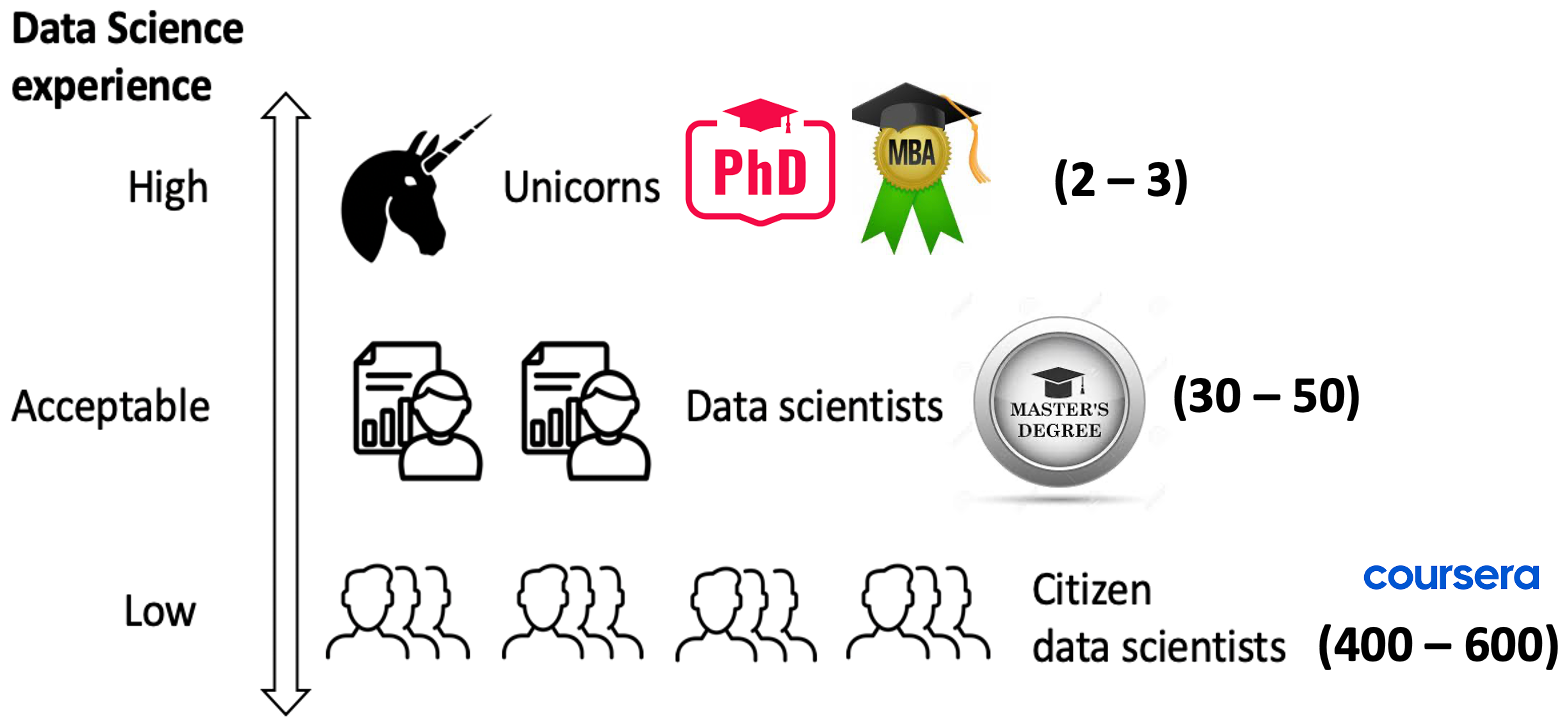 Data Science
experience
High
Unicorns
PhD
MBA
(2 – 3)
Acceptable
Data scientists
MASTER'S
DEGREE
(30 – 50)
Low
Citizen
data scientists
coursera
(400 – 600)